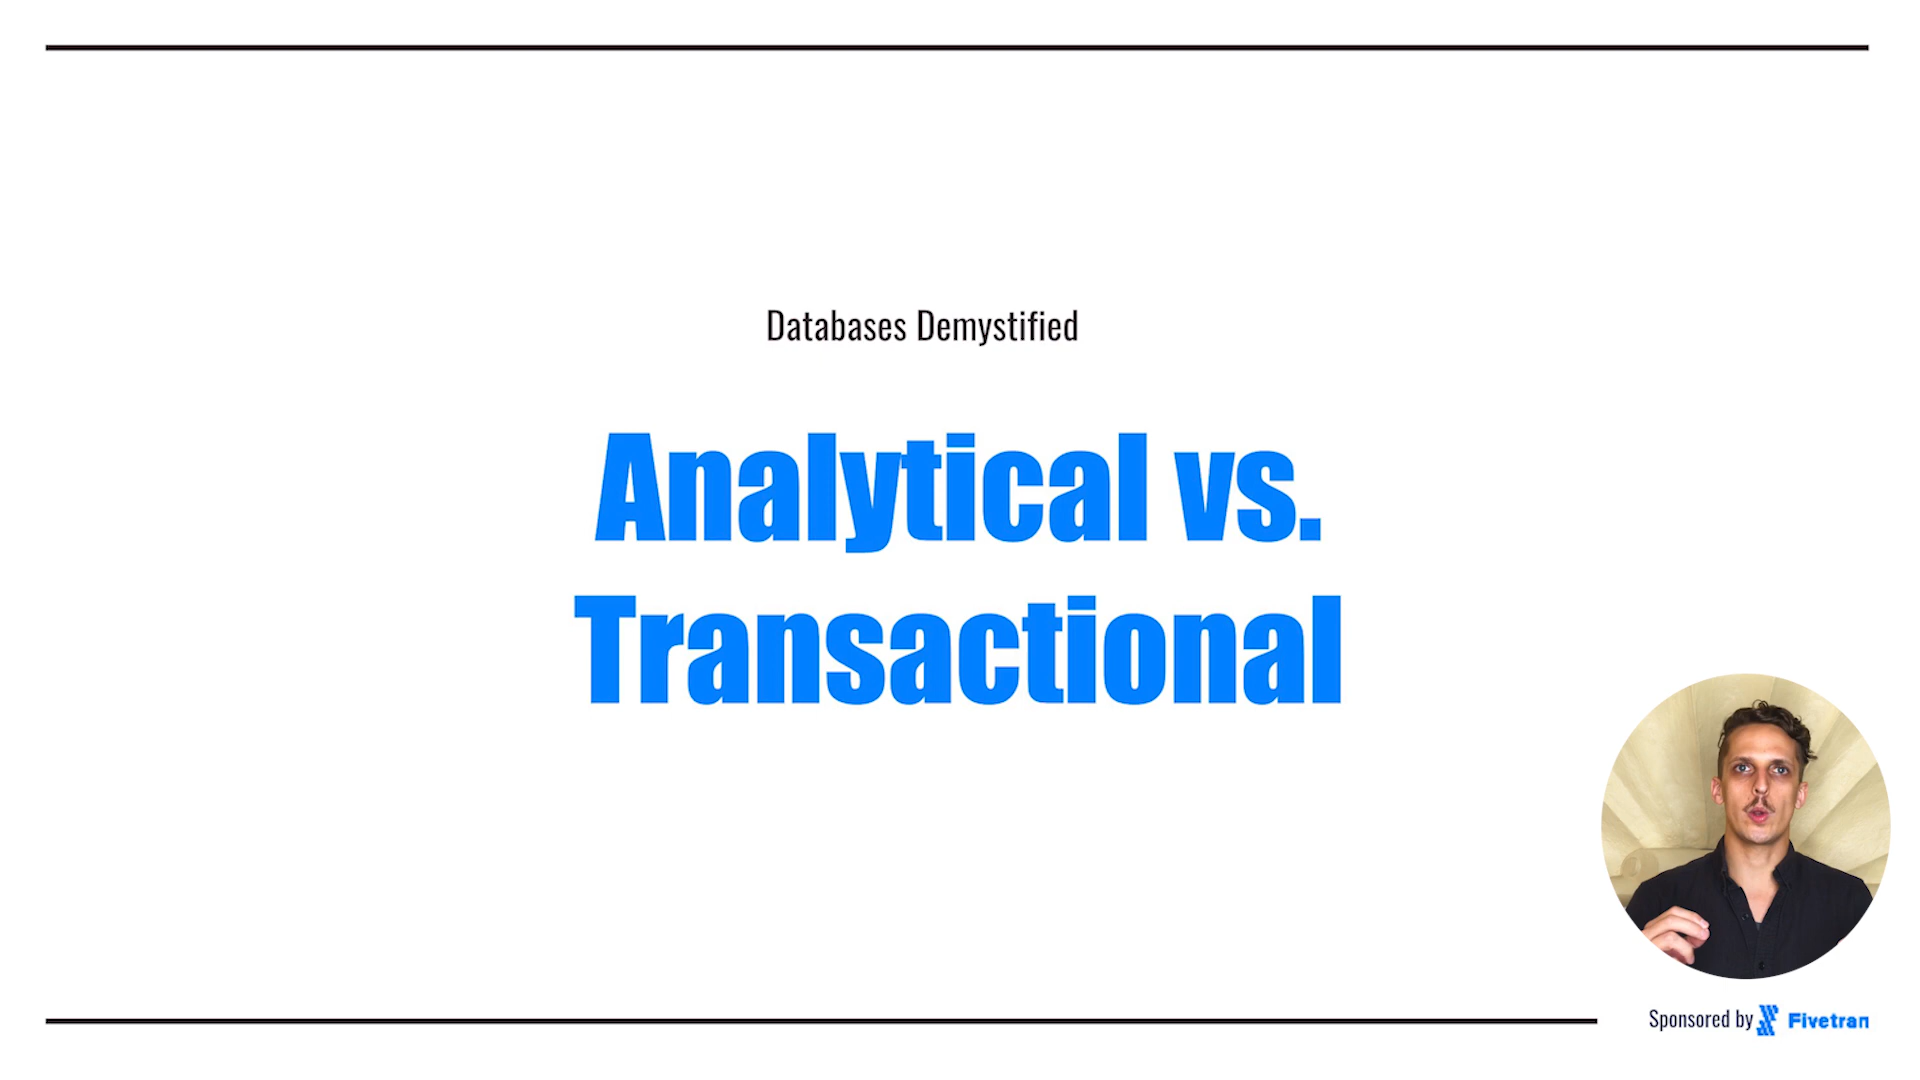 Databases Demystified
Analytical vs.
Transactional
Sponsored by Fivetran